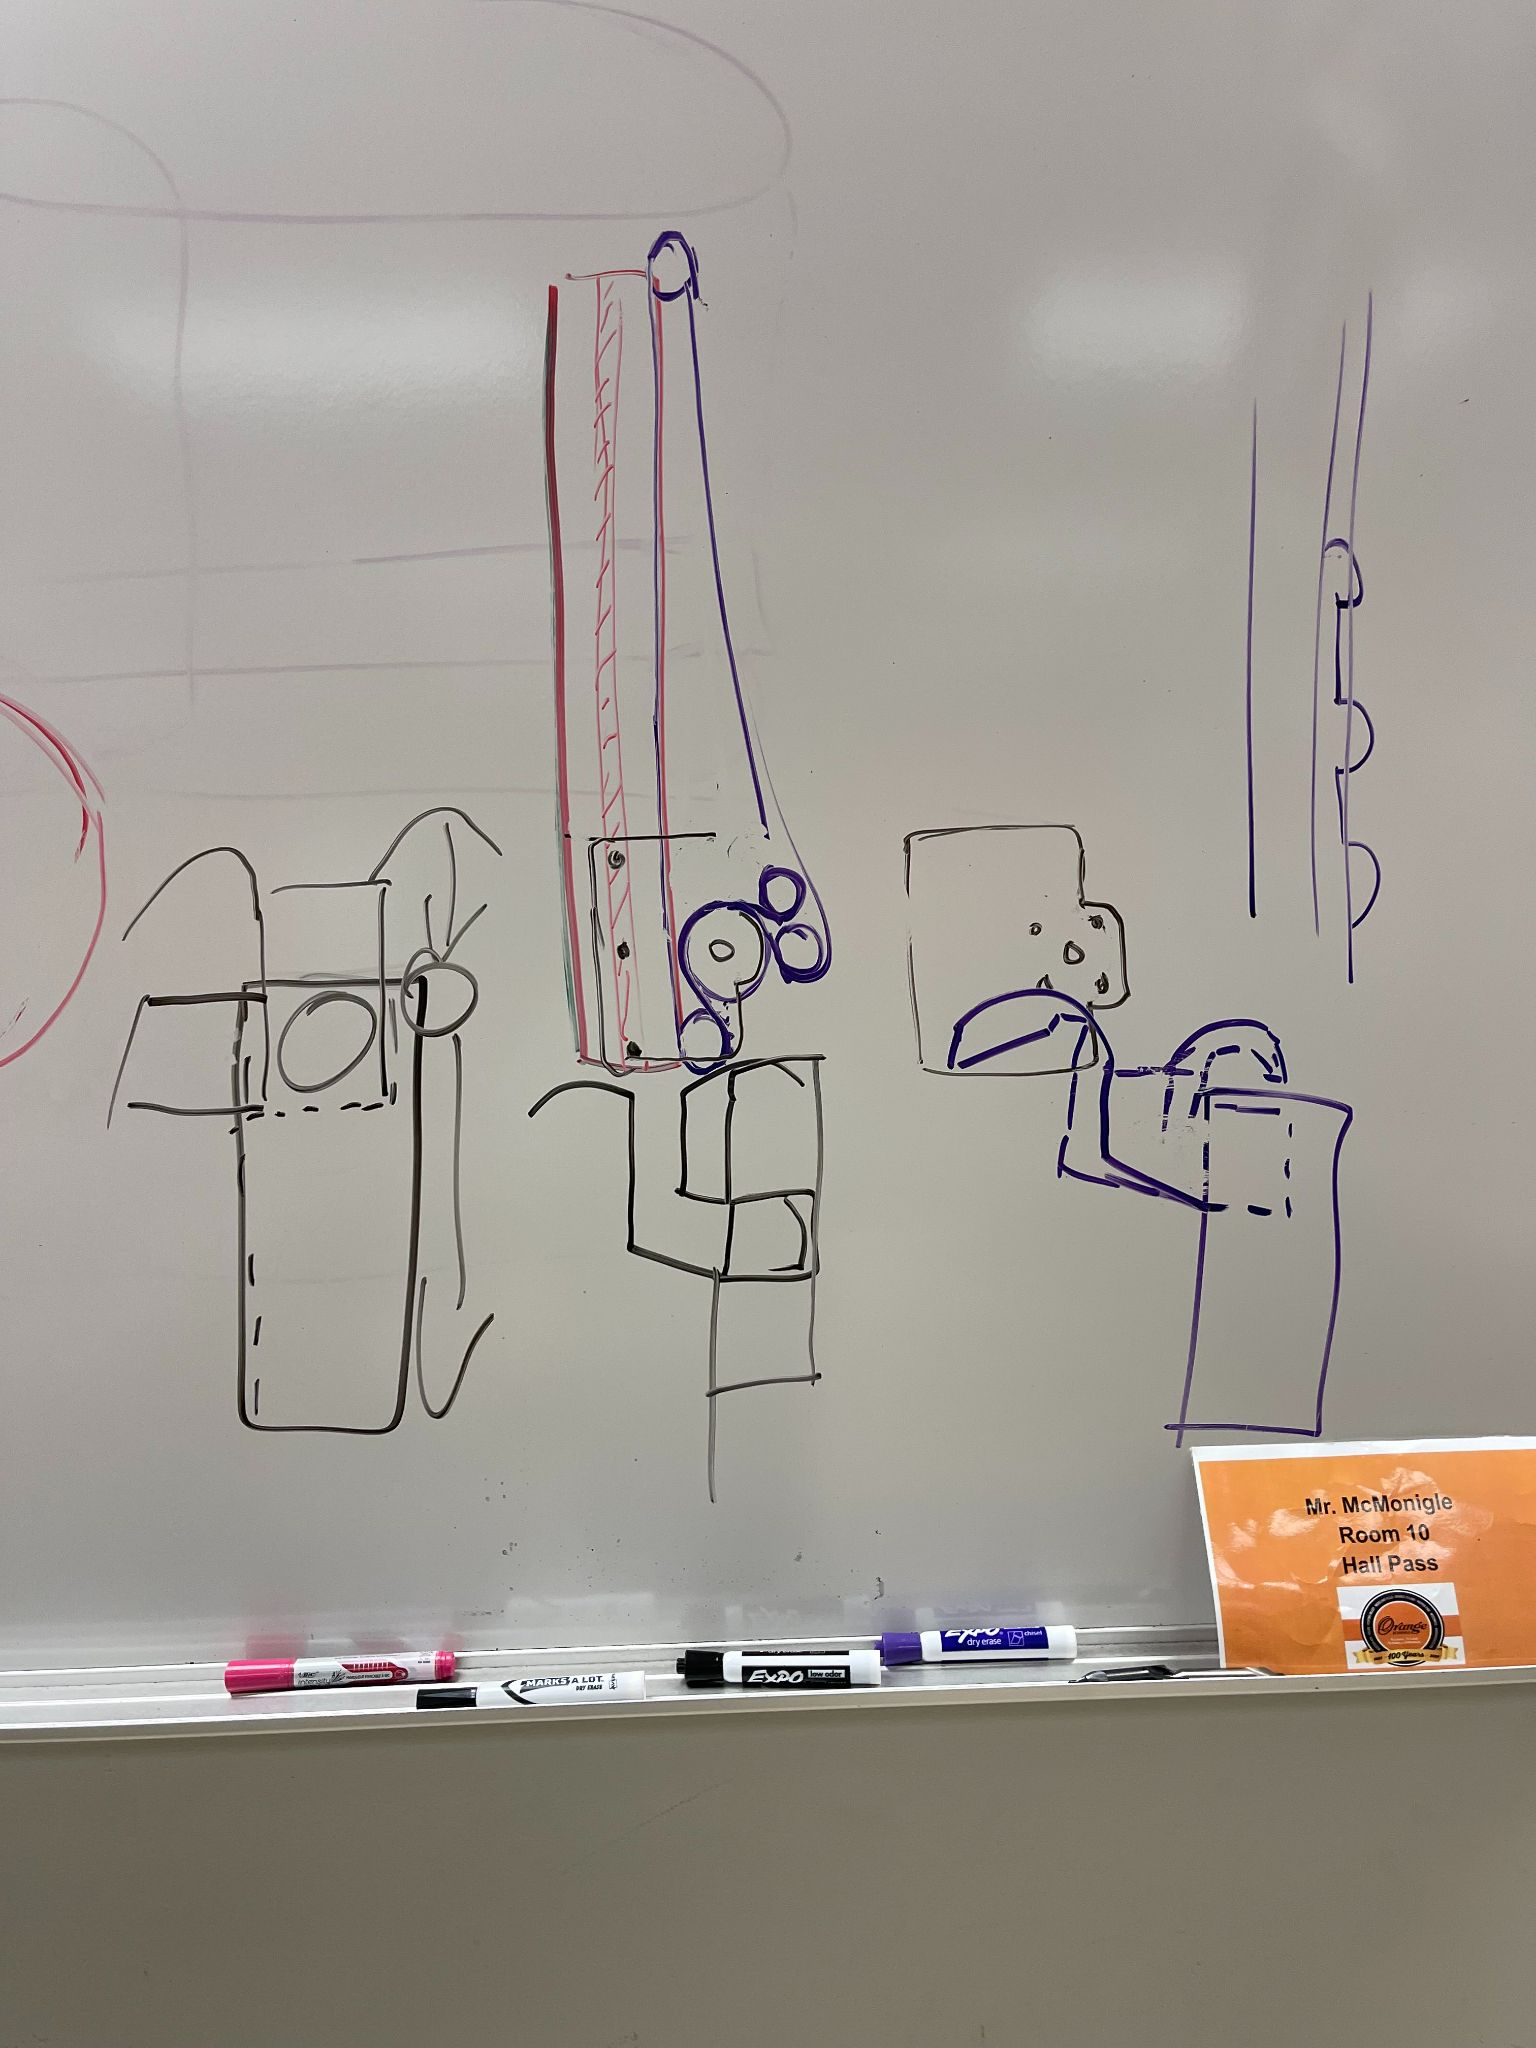 Mr. McMonigle
Room 10
Hall Pass
Orange
100 Years
BIC
Intensity
MARKS A LOT
DRY ERASE
EXPO
low odor
EXPO
dry erase
chisel